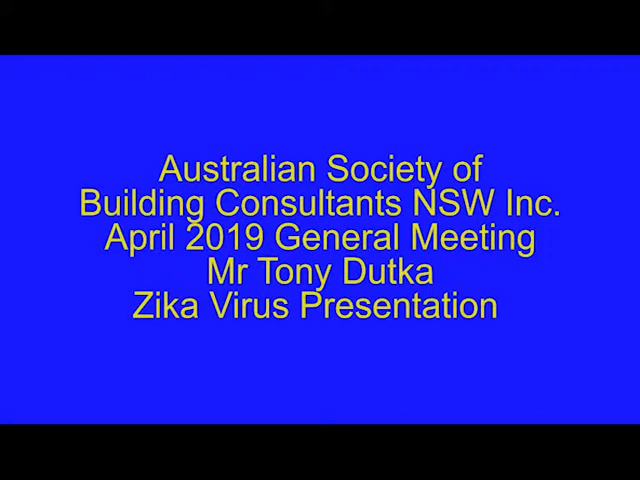 Australian Society of
Building Consultants NSW Inc.
April 2019 General Meeting
Mr Tony Dutka
Zika Virus Presentation